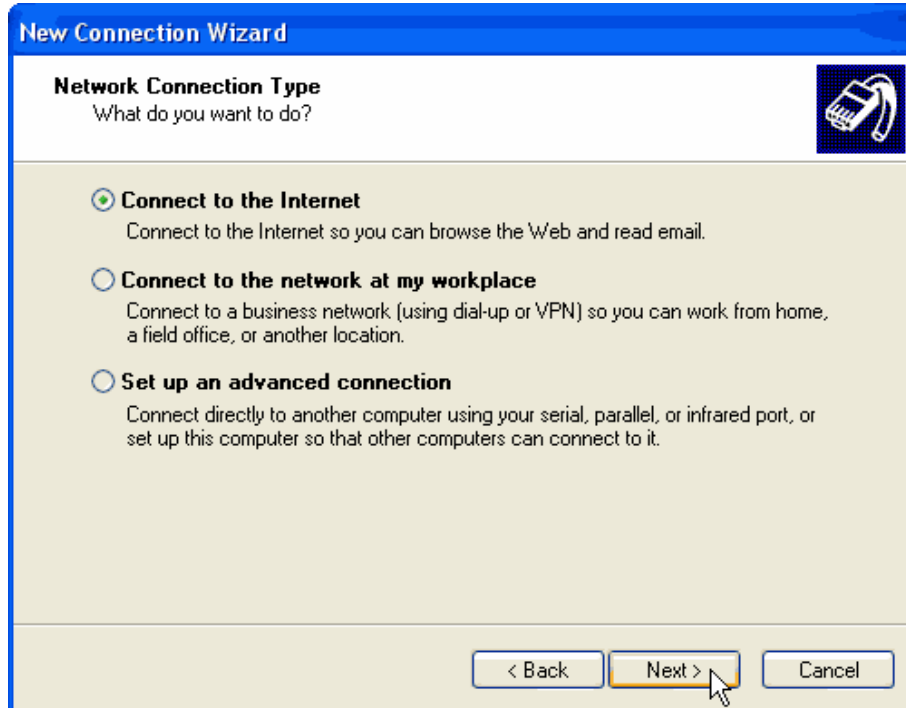 New Connection Wizard
Network Connection Type
What do you want to do?
Connect to the Internet
Connect to the Internet so you can browse the Web and read email.
Connect to the network at my workplace
Connect to a business network (using dial-up or VPN) so you can work from home,
a field office, or another location.
Set up an advanced connection
Connect directly to another computer using your serial, parallel, or infrared port, or
set up this computer so that other computers can connect to it.
< Back Next > Cancel